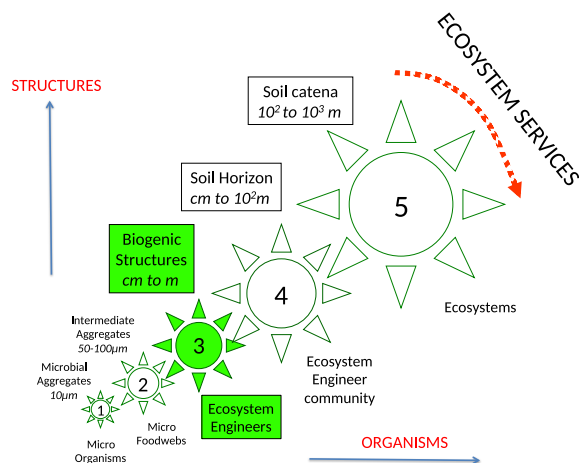 STRUCTURES
ECOSYSTEM SERVICES
Soil catena
10² to 10³ m
Soil Horizon
cm to 10²m
5
Biogenic
Structures
cm to m
4
Ecosystems
Intermediate
Aggregates
50-100µm
3
Microbial
Aggregates
10µm
2
1
Ecosystem
Engineer
community
Ecosystem
Engineers
Micro
Foodwebs
Micro
Organisms
ORGANISMS